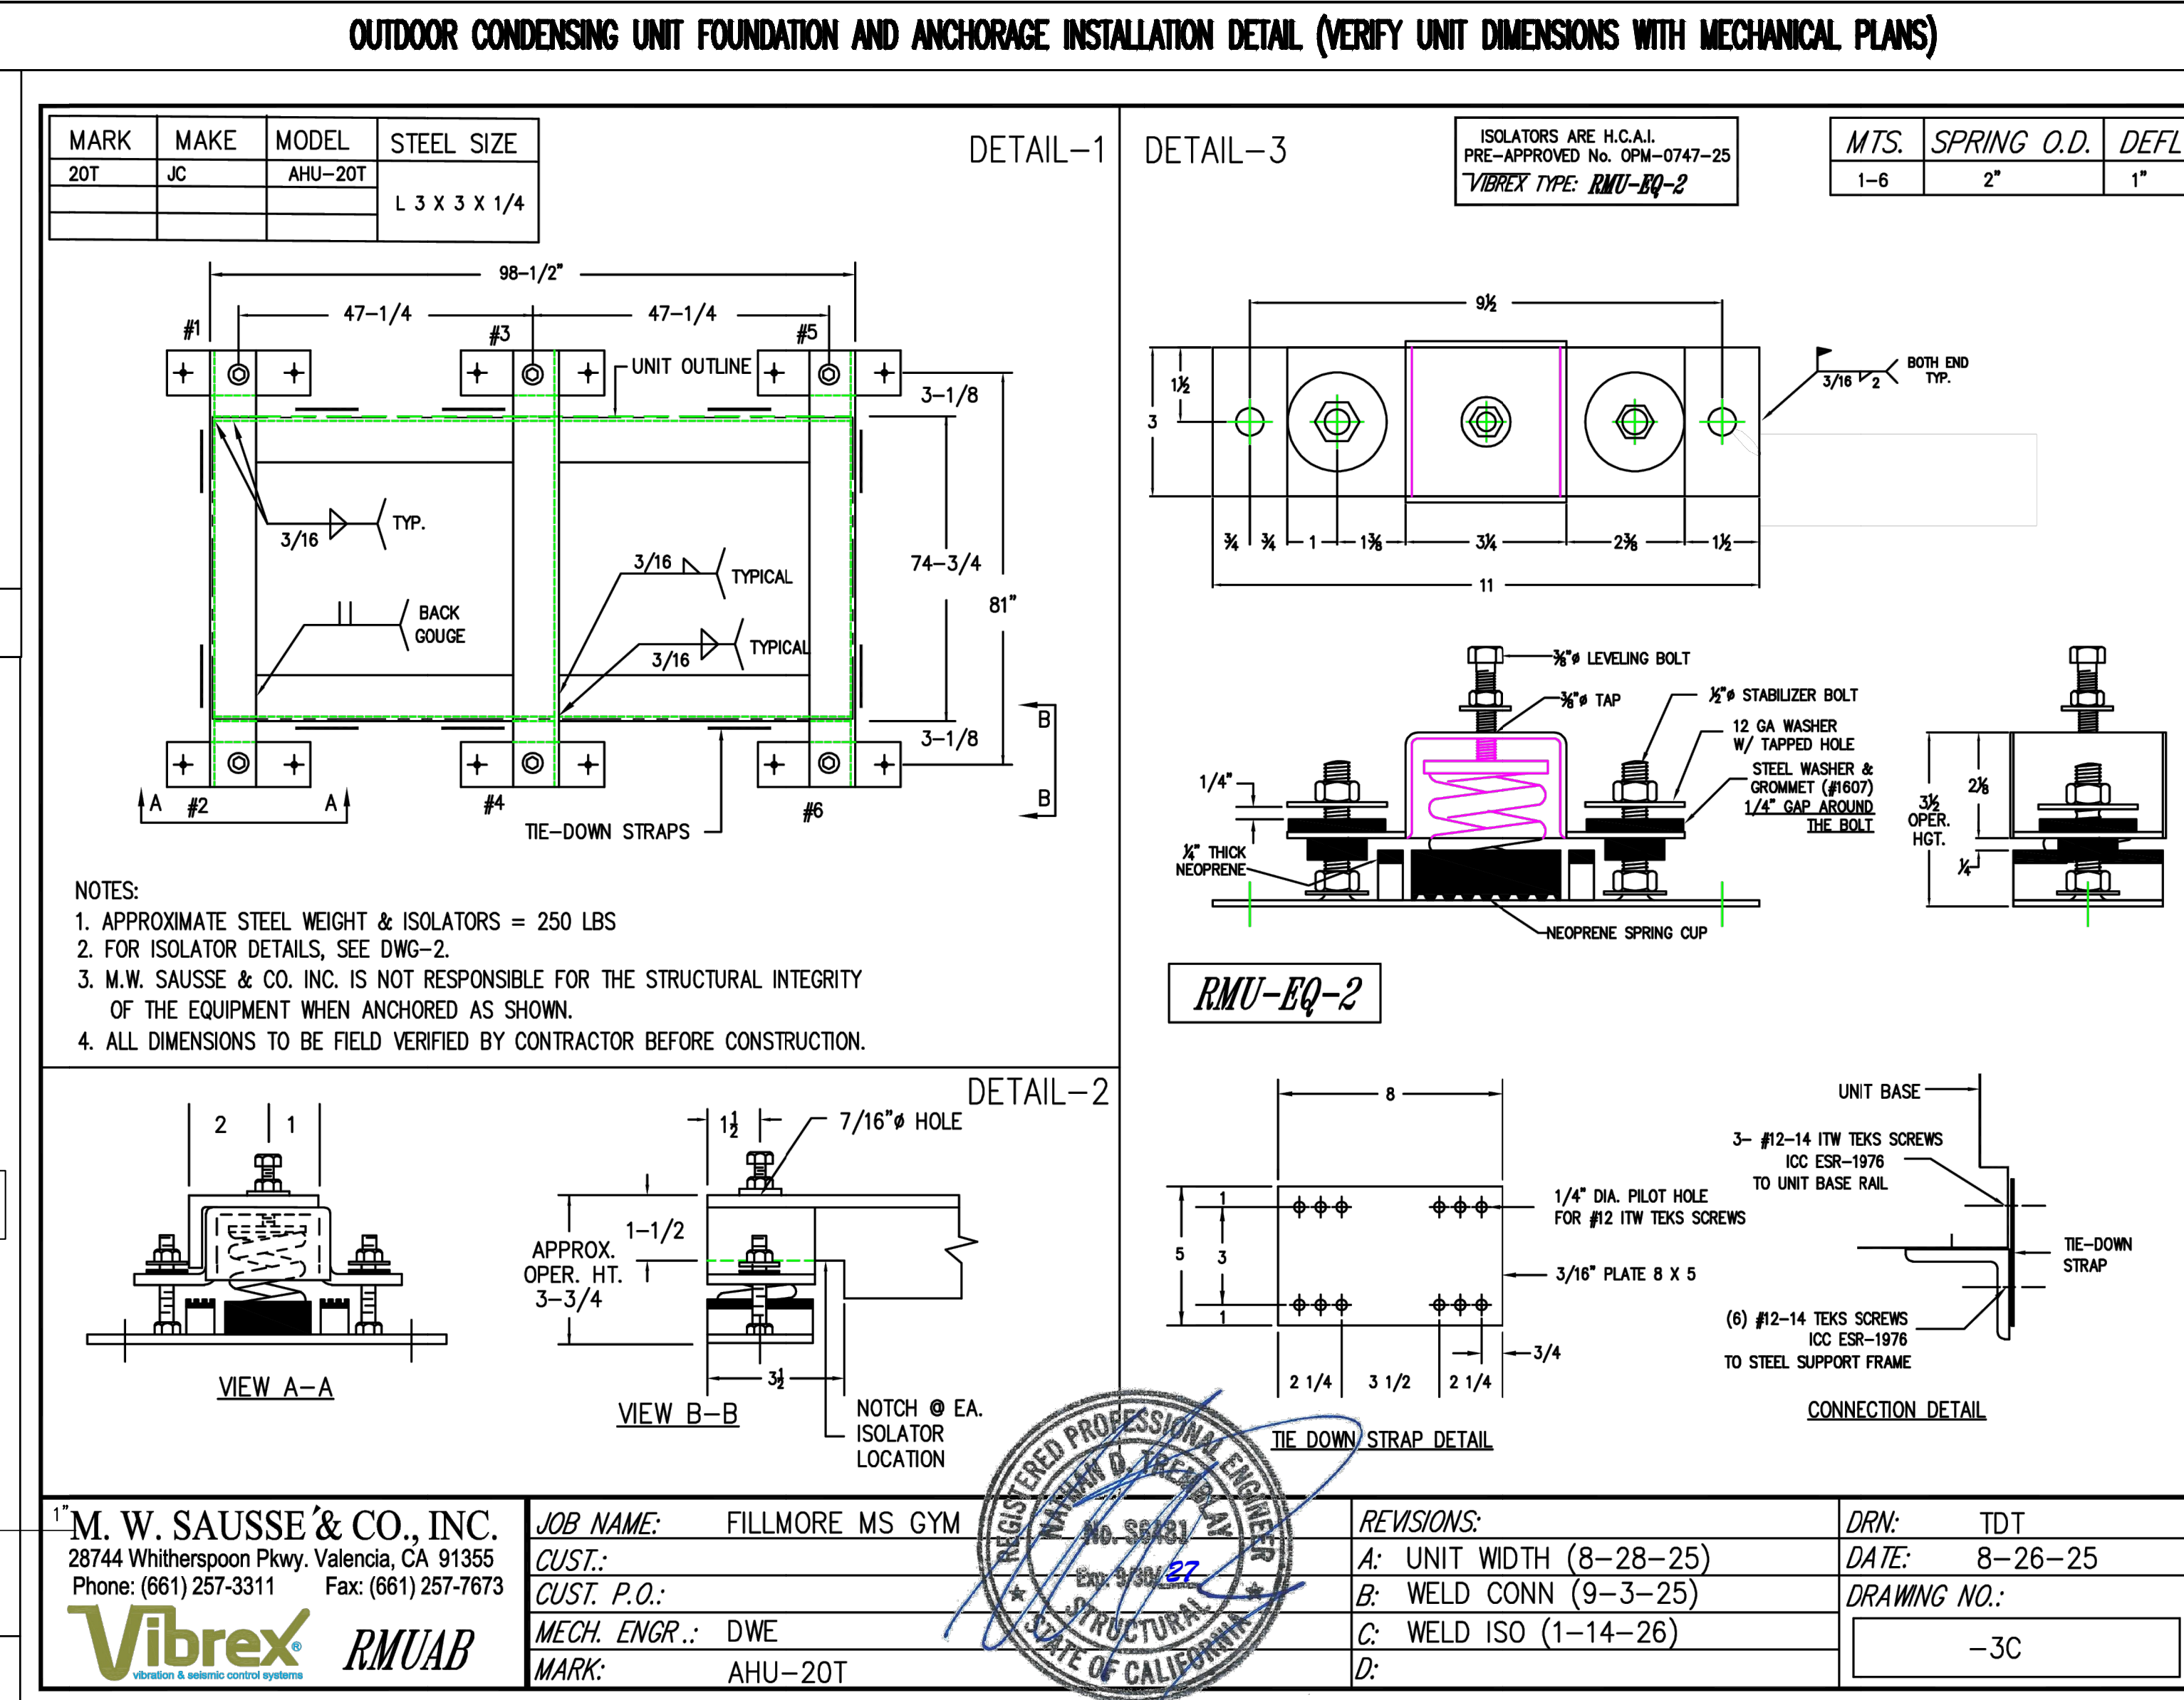 OUTDOOR CONDENSING UNIT FOUNDATION AND ANCHORAGE INSTALLATION DETAIL (VERIFY UNIT DIMENSIONS WITH MECHANICAL PLANS)
MARK MAKE MODEL STEEL SIZE
20T JC AHU-20T
L 3 X 3 X 1/4
DETAIL-1
98-1/2"
47-1/4 47-1/4
#1 #3 #5
UNIT OUTLINE
3-1/8
3/16 TYP.
3/16 TYPICAL
74-3/4
81"
BACK
GOUGE
3/16 TYPICAL
3-1/8
B
B
A #2 A #4 #6
TIE-DOWN STRAPS
NOTES:
1. APPROXIMATE STEEL WEIGHT & ISOLATORS = 250 LBS
2. FOR ISOLATOR DETAILS, SEE DWG-2.
3. M.W. SAUSSE & CO. INC. IS NOT RESPONSIBLE FOR THE STRUCTURAL INTEGRITY
OF THE EQUIPMENT WHEN ANCHORED AS SHOWN.
4. ALL DIMENSIONS TO BE FIELD VERIFIED BY CONTRACTOR BEFORE CONSTRUCTION.
DETAIL-2
2 1
VIEW A-A
1½
7/16"ø HOLE
1-1/2
APPROX.
OPER. HT.
3-3/4
3½
VIEW B-B
NOTCH @ EA.
ISOLATOR
LOCATION
DETAIL-3
ISOLATORS ARE H.C.A.I.
PRE-APPROVED No. OPM-0747-25
VIBREX TYPE: RMU-EQ-2
MTS. SPRING O.D. DEFL
1-6 2" 1"
9½
1½
3
3/16 2
BOTH END
TYP.
¾ ¾ 1 1⅜ 3¼ 2⅜ 1½
11
⅜"ø LEVELING BOLT
⅜"ø TAP
½"ø STABILIZER BOLT
12 GA WASHER
W/ TAPPED HOLE
STEEL WASHER &
GROMMET (#1607)
1/4" GAP AROUND
THE BOLT
1/4"
¼" THICK
NEOPRENE
NEOPRENE SPRING CUP
3½
OPER.
HGT.
2⅛
¼
RMU-EQ-2
8
5
1
3
1
1/4" DIA. PILOT HOLE
FOR #12 ITW TEKS SCREWS
3/16" PLATE 8 X 5
3/4
2 1/4 3 1/2 2 1/4
TIE DOWN STRAP DETAIL
UNIT BASE
3- #12-14 ITW TEKS SCREWS
ICC ESR-1976
TO UNIT BASE RAIL
TIE-DOWN
STRAP
(6) #12-14 TEKS SCREWS
ICC ESR-1976
TO STEEL SUPPORT FRAME
CONNECTION DETAIL
1"
M. W. SAUSSE' & CO., INC.
28744 Whitherspoon Pkwy. Valencia, CA 91355
Phone: (661) 257-3311 Fax: (661) 257-7673
Vibrex®
vibration & seismic control systems
RMUAB
JOB NAME: FILLMORE MS GYM
CUST.:
CUST. P.O.:
MECH. ENGR.: DWE
MARK: AHU-20T
REGISTERED PROFESSIONAL ENGINEER
NATHAN D. TREMBLAY
Exp. 9/30/27
STRUCTURAL
STATE OF CALIFORNIA
REVISIONS:
A: UNIT WIDTH (8-28-25)
B: WELD CONN (9-3-25)
C: WELD ISO (1-14-26)
D:
DRN: TDT
DATE: 8-26-25
DRAWING NO.:
-3C